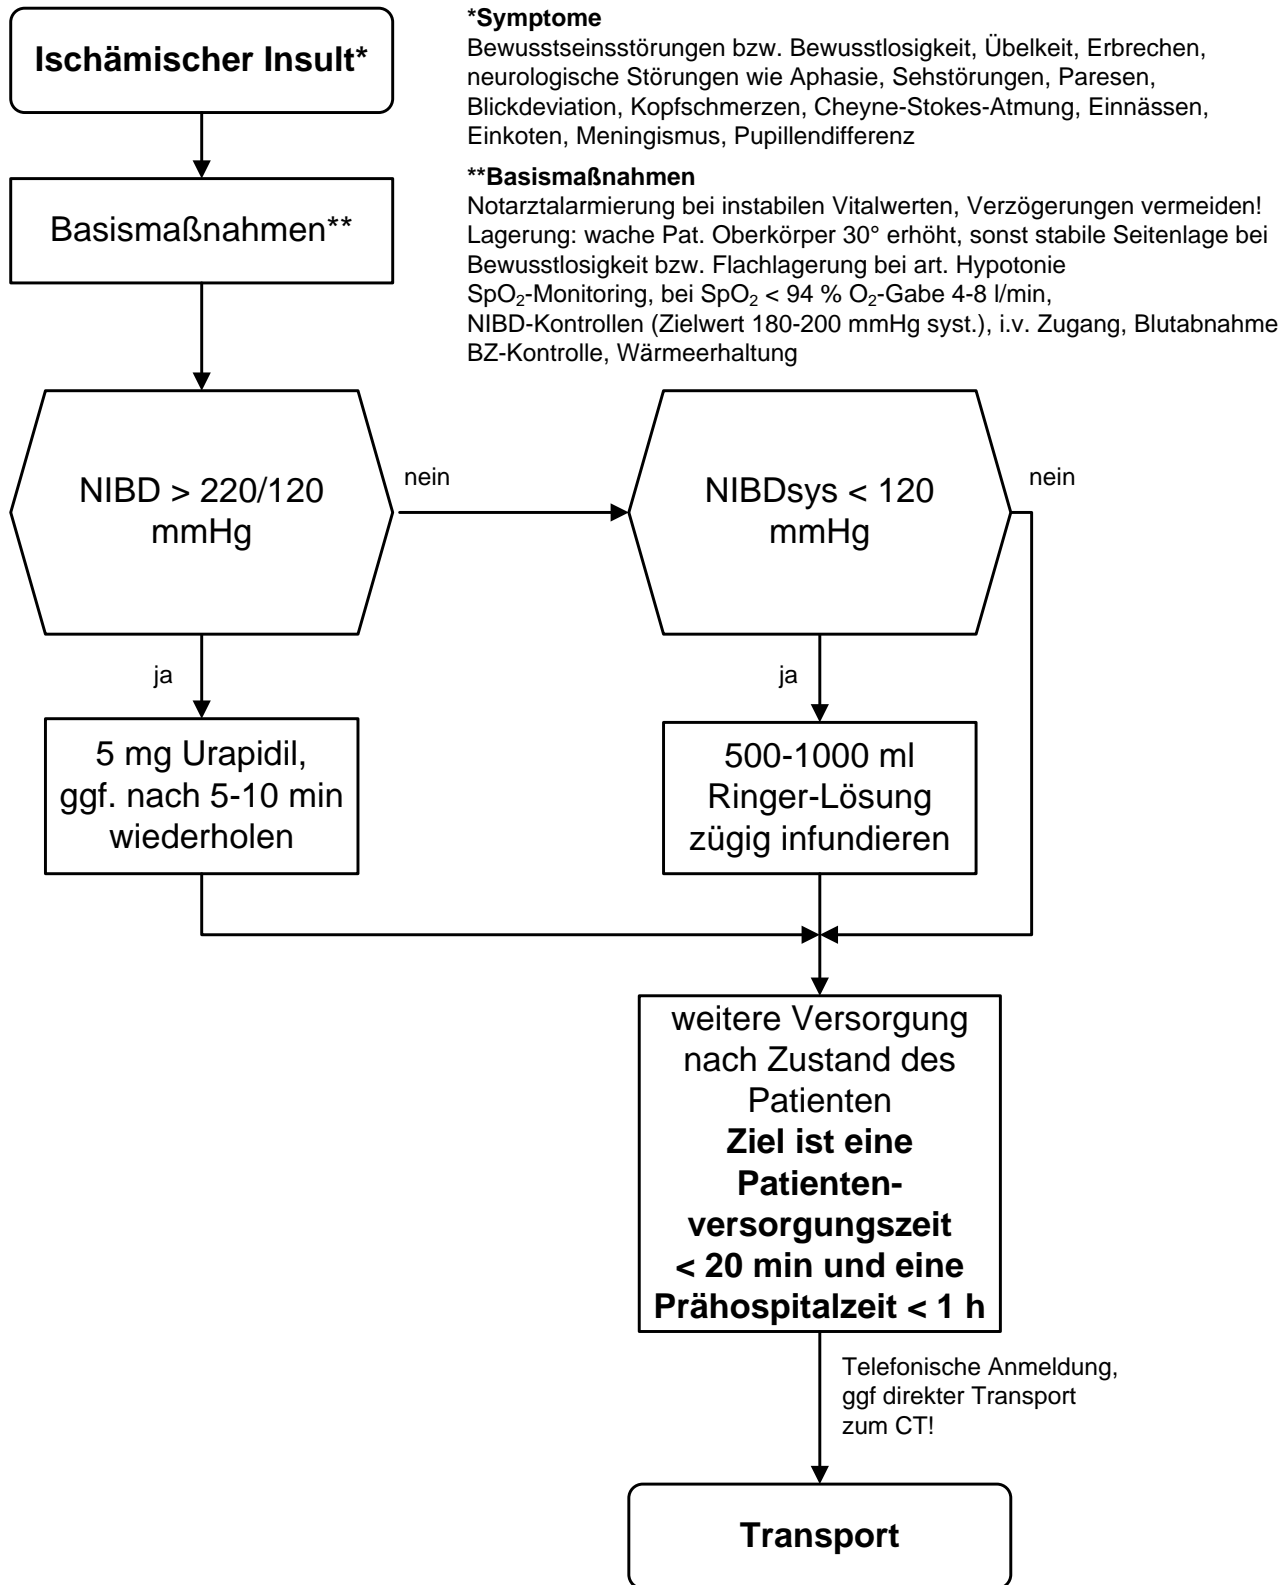 Ischämischer Insult*
*Symptome
Bewusstseinsstörungen bzw. Bewusstlosigkeit, Übelkeit, Erbrechen,
neurologische Störungen wie Aphasie, Sehstörungen, Paresen,
Blickdeviation, Kopfschmerzen, Cheyne-Stokes-Atmung, Einnässen,
Einkoten, Meningismus, Pupillendifferenz
Basismaßnahmen**
**Basismaßnahmen
Notarztalarmierung bei instabilen Vitalwerten, Verzögerungen vermeiden!
Lagerung: wache Pat. Oberkörper 30° erhöht, sonst stabile Seitenlage bei
Bewusstlosigkeit bzw. Flachlagerung bei art. Hypotonie
SpO₂-Monitoring, bei SpO₂ < 94 % O₂-Gabe 4-8 l/min,
NIBD-Kontrollen (Zielwert 180-200 mmHg syst.), i.v. Zugang, Blutabnahme
BZ-Kontrolle, Wärmeerhaltung
NIBD > 220/120
mmHg
nein
NIBDsys < 120
mmHg
nein
ja
ja
5 mg Urapidil,
ggf. nach 5-10 min
wiederholen
500-1000 ml
Ringer-Lösung
zügig infundieren
weitere Versorgung
nach Zustand des
Patienten
Ziel ist eine
Patienten-
versorgungszeit
< 20 min und eine
Prähospitalzeit < 1 h
Telefonische Anmeldung,
ggf direkter Transport
zum CT!
Transport